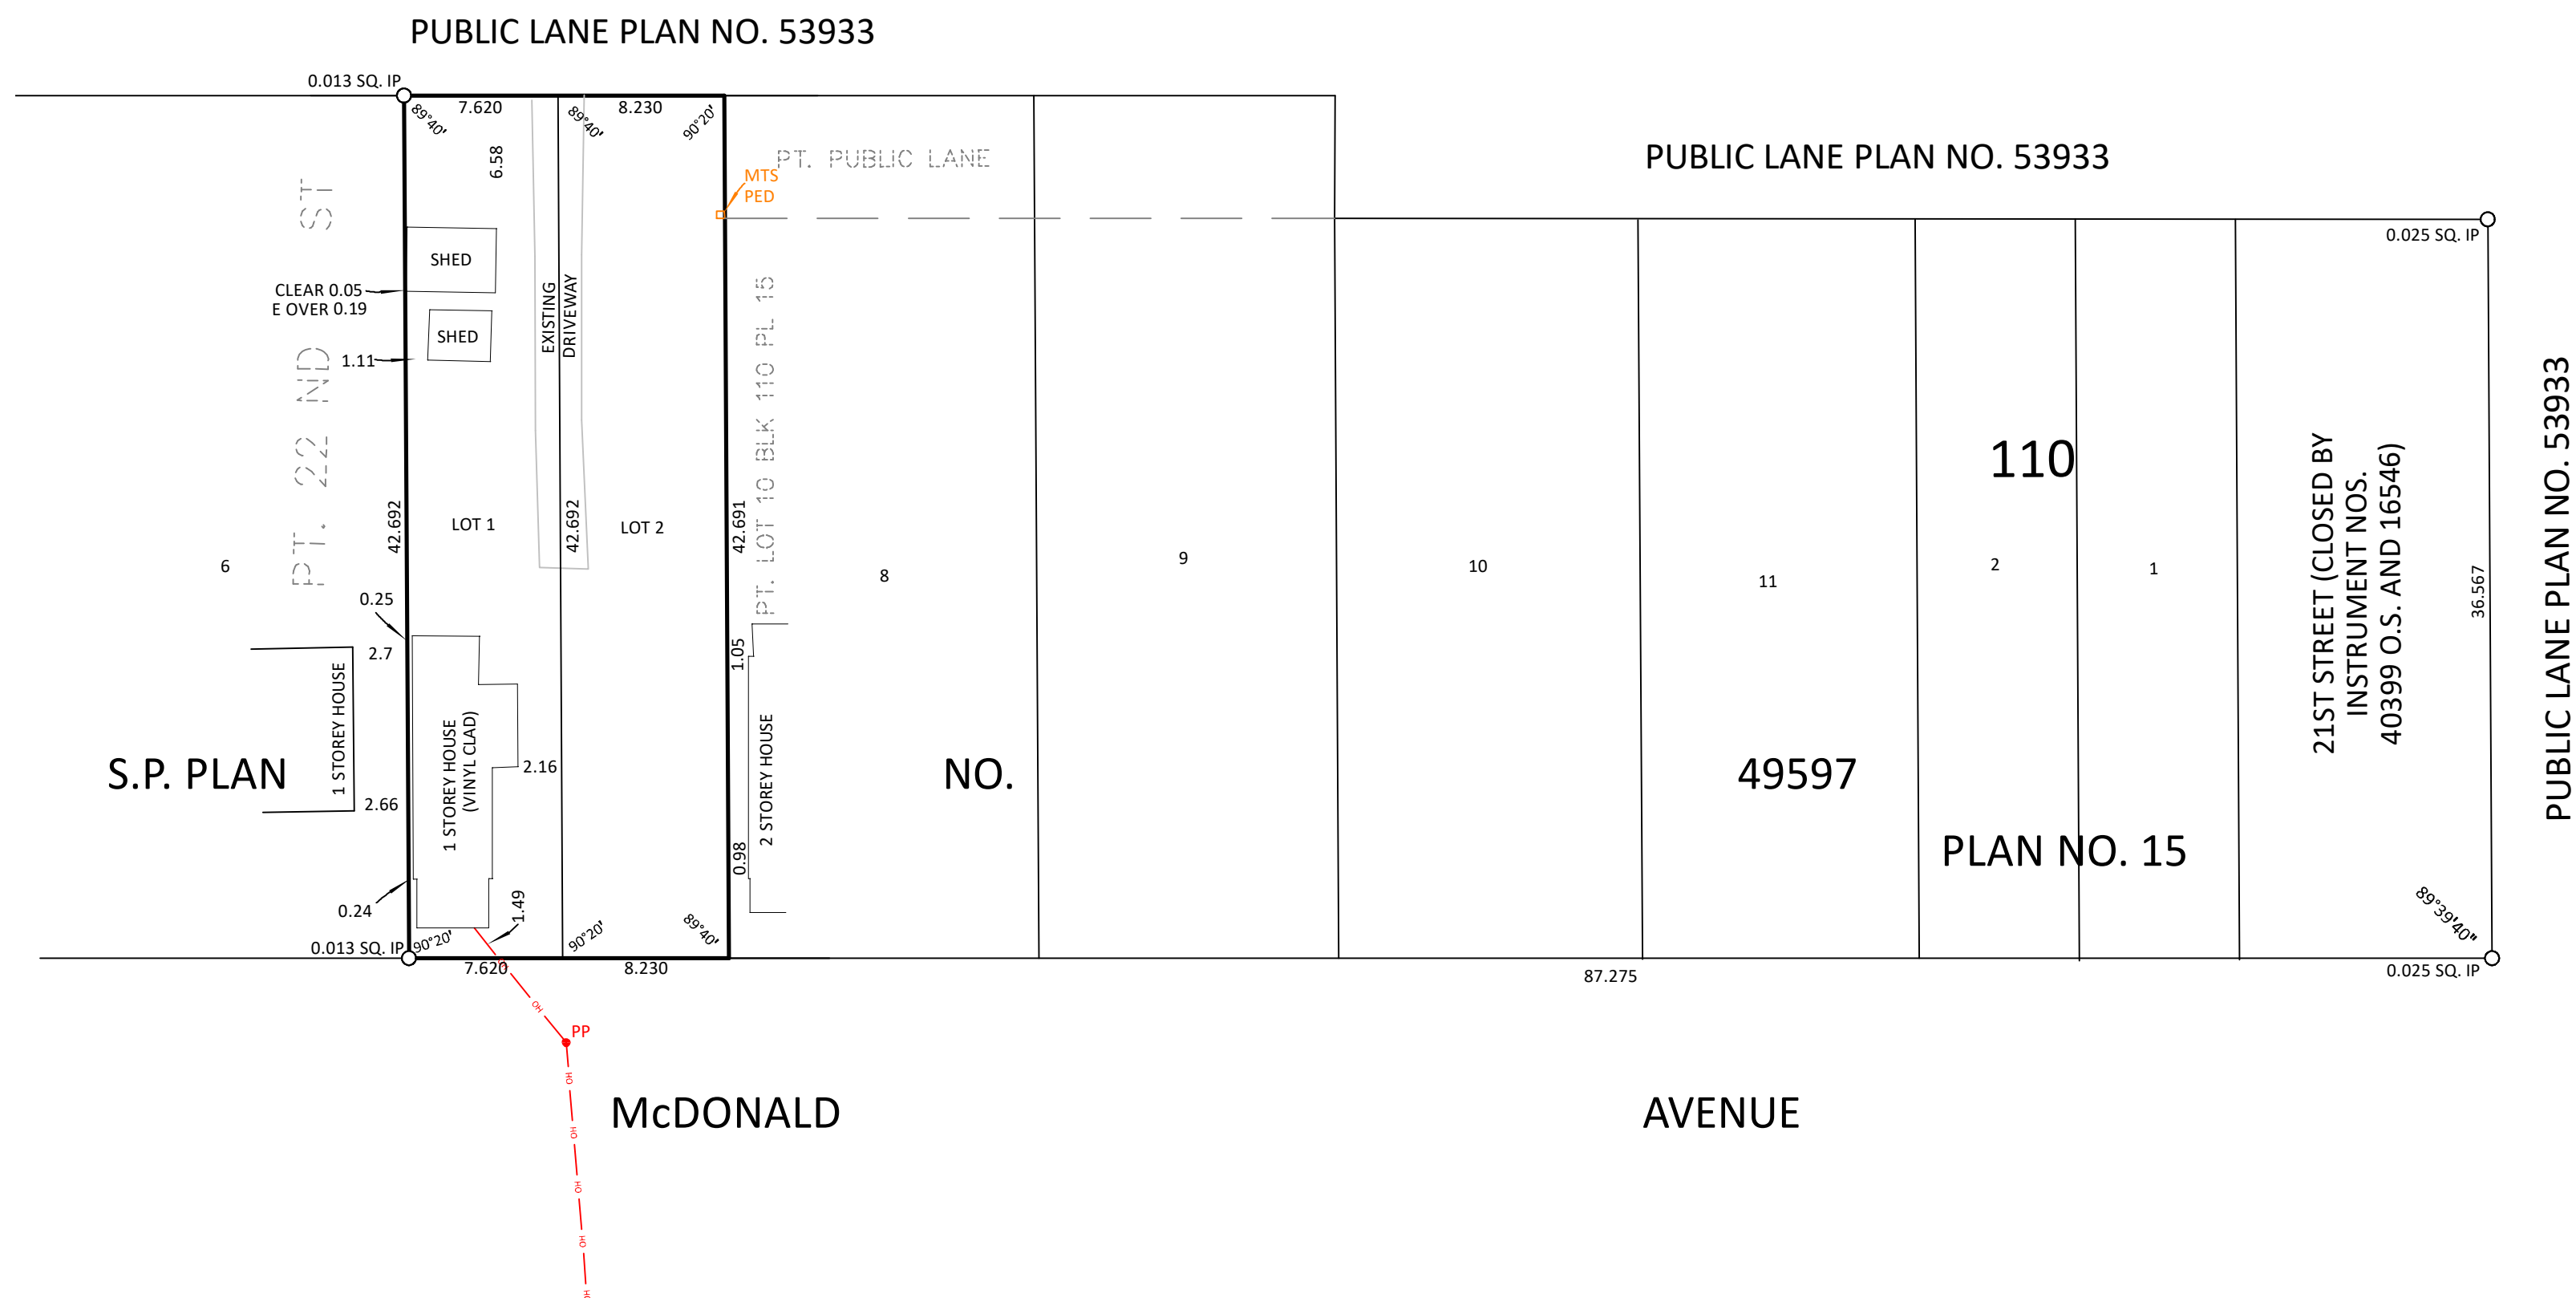 PUBLIC LANE PLAN NO. 53933
0.013 SQ. IP
7.620
8.230
89°40'
89°40'
90°20'
6.58
PT. PUBLIC LANE
MTS
PED
PUBLIC LANE PLAN NO. 53933
0.025 SQ. IP
PT. 22 ND ST
SHED
CLEAR 0.05
E OVER 0.19
SHED
1.11
EXISTING
DRIVEWAY
PT. LOT 10 BLK 110 PL 15
42.692
LOT 1
42.692
LOT 2
42.691
6
8
9
10
11
2
1
110
21ST STREET (CLOSED BY
INSTRUMENT NOS.
40399 O.S. AND 16546)
36.567
PUBLIC LANE PLAN NO. 53933
0.25
2.7
1 STOREY HOUSE
2.66
1 STOREY HOUSE
(VINYL CLAD)
2.16
1.05
2 STOREY HOUSE
0.98
S.P. PLAN
NO.
49597
PLAN NO. 15
0.24
1.49
0.013 SQ. IP
90°20'
90°20'
89°40'
89°39'40"
7.620
8.230
87.275
0.025 SQ. IP
OH
PP
OH
OH
OH
OH
McDONALD
AVENUE